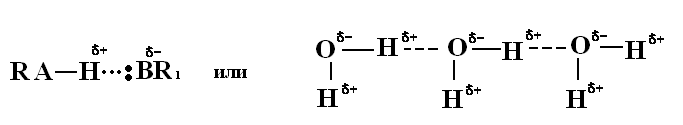 δ+ δ−
RA—H···:BR₁ или
O δ−—H δ+---O δ−—H δ+---O δ−—H δ+
H δ+ H δ+ H δ+